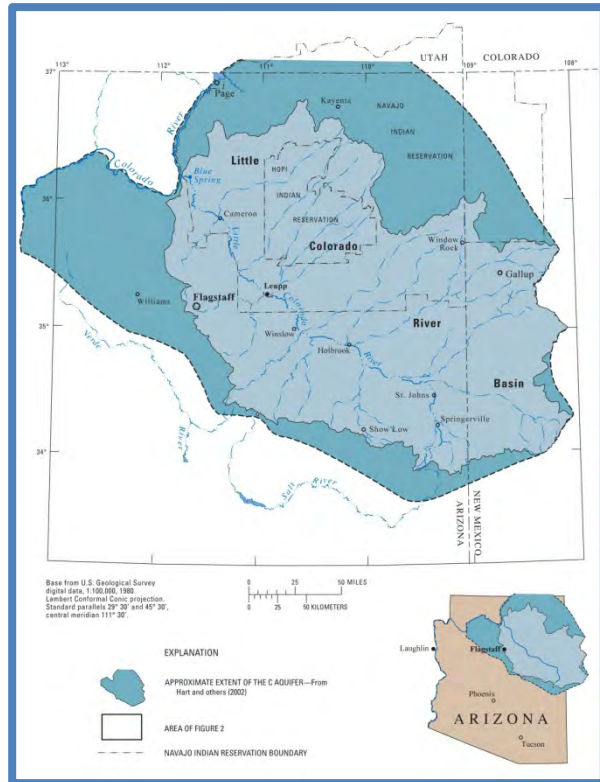 113°
112°
111°
110°
109°
108°
37°
36°
35°
34°
UTAH
COLORADO
Page
Kayenta
NAVAJO
INDIAN
RESERVATION
River
Colorado
Little
Blue
Spring
HOPI
INDIAN
RESERVATION
Cameron
Little
Colorado
Window
Rock
Gallup
Leupp
Colorado
Williams
Flagstaff
Winslow
River
Holbrook
River
Basin
Verde
River
St. Johns
Springerville
Show Low
Salt
River
ARIZONA
NEW MEXICO
Base from U.S. Geological Survey
digital data, 1:100,000, 1980.
Lambert Conformal Conic projection.
Standard parallels 29° 30' and 45° 30',
central meridian 111° 30'.
0 25 50 MILES
0 25 50 KILOMETERS
EXPLANATION
APPROXIMATE EXTENT OF THE C AQUIFER—From
Hart and others (2002)
AREA OF FIGURE 2
NAVAJO INDIAN RESERVATION BOUNDARY
Laughlin
Flagstaff
Phoenix
ARIZONA
Tucson